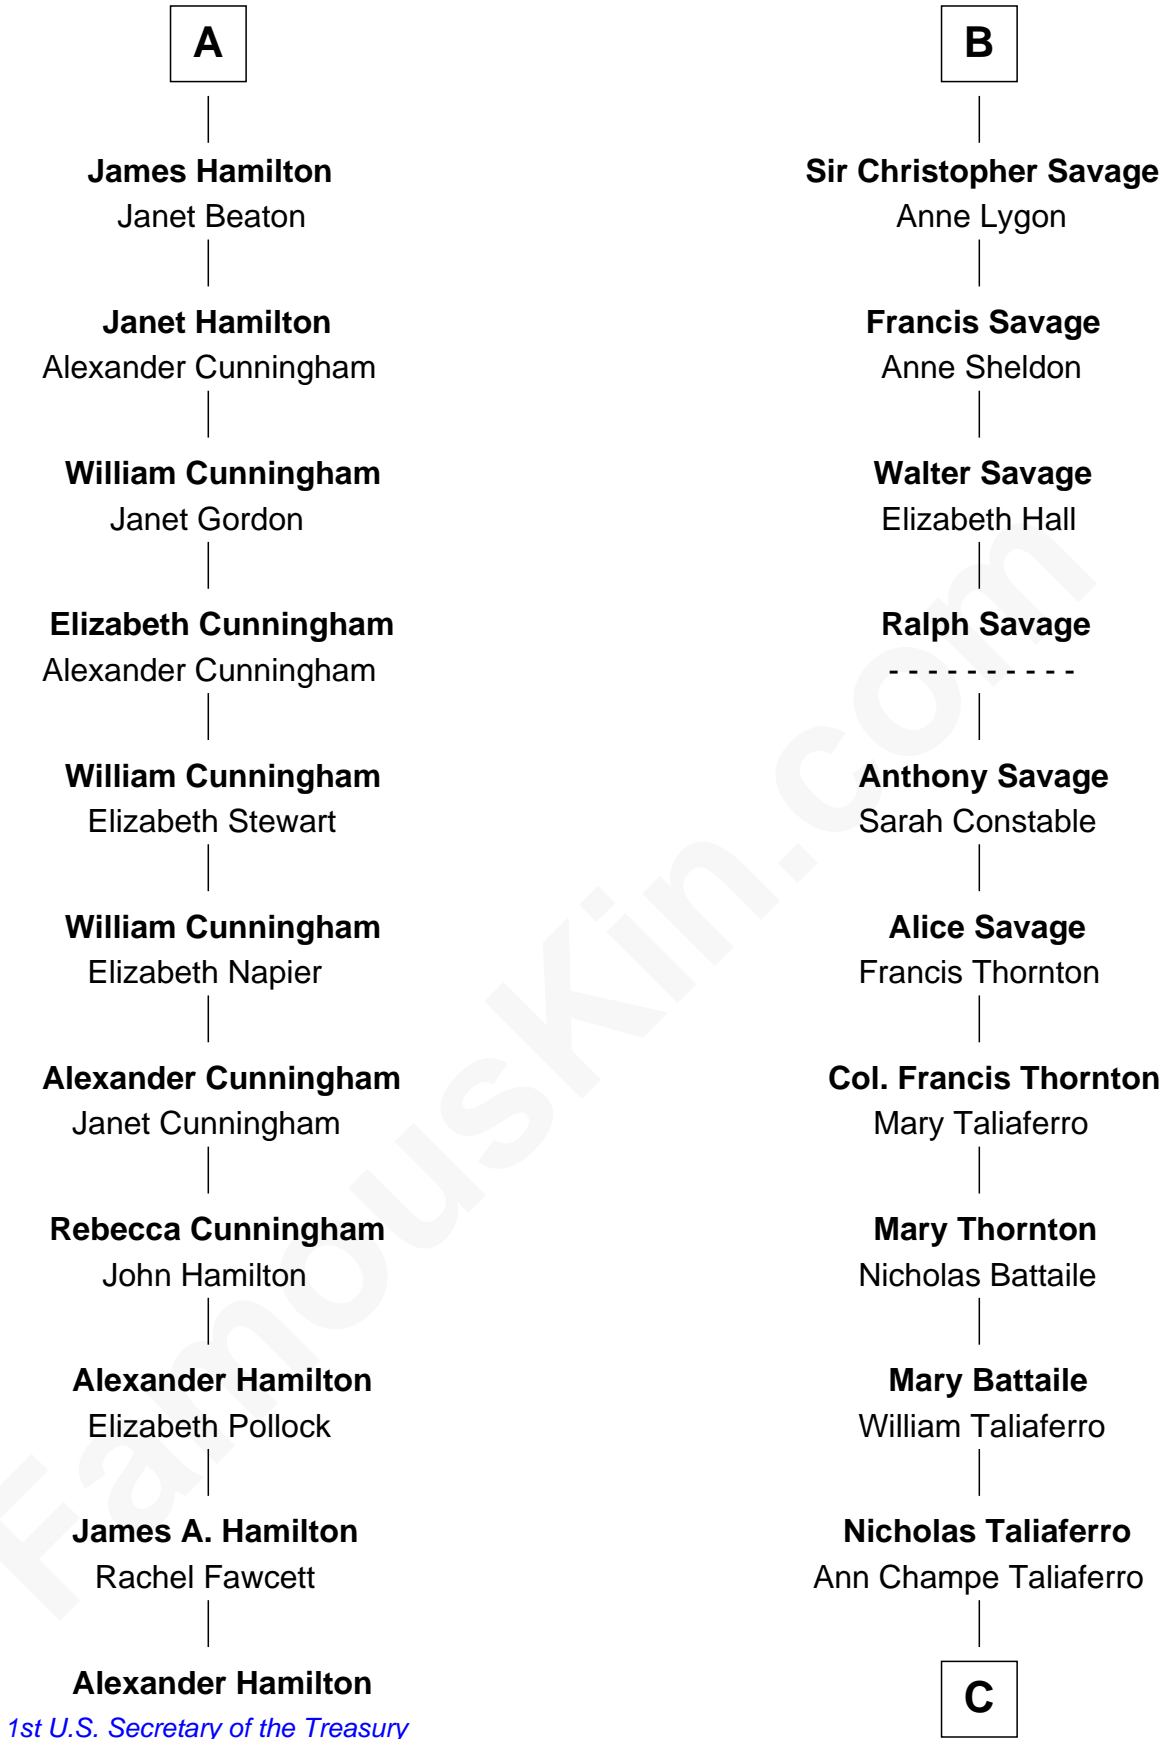 A
James Hamilton
Janet Beaton
Janet Hamilton
Alexander Cunningham
William Cunningham
Janet Gordon
Elizabeth Cunningham
Alexander Cunningham
William Cunningham
Elizabeth Stewart
William Cunningham
Elizabeth Napier
Alexander Cunningham
Janet Cunningham
Rebecca Cunningham
John Hamilton
Alexander Hamilton
Elizabeth Pollock
James A. Hamilton
Rachel Fawcett
Alexander Hamilton
1st U.S. Secretary of the Treasury
B
Sir Christopher Savage
Anne Lygon
Francis Savage
Anne Sheldon
Walter Savage
Elizabeth Hall
Ralph Savage
- - - - - - - - - -
Anthony Savage
Sarah Constable
Alice Savage
Francis Thornton
Col. Francis Thornton
Mary Taliaferro
Mary Thornton
Nicholas Battaile
Mary Battaile
William Taliaferro
Nicholas Taliaferro
Ann Champe Taliaferro
C
FamousKin.com